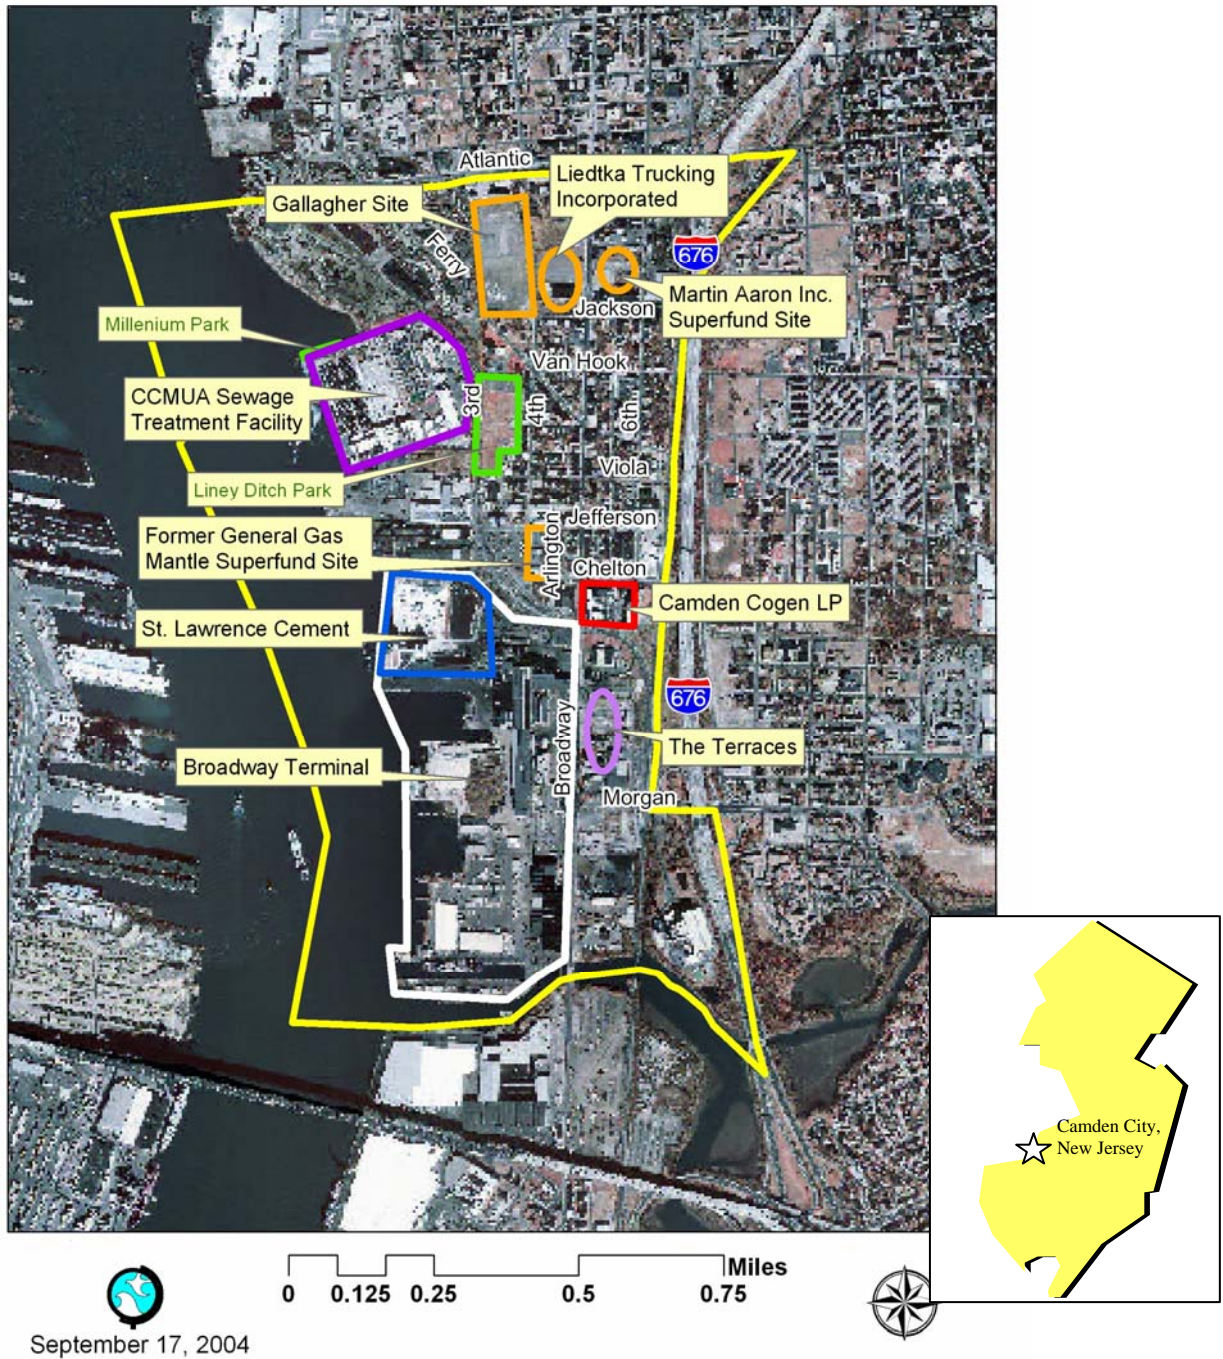 Atlantic
Liedtka Trucking
Incorporated
Gallagher Site
Ferry
676
Martin Aaron Inc.
Superfund Site
Jackson
Millenium Park
Van Hook
CCMUA Sewage
Treatment Facility
3rd
4th
6th
Viola
Liney Ditch Park
Jefferson
Former General Gas
Mantle Superfund Site
Arlington
Chelton
Camden Cogen LP
St. Lawrence Cement
676
The Terraces
Broadway
Broadway Terminal
Morgan
Camden City,
New Jersey
Miles
0 0.125 0.25 0.5 0.75
September 17, 2004